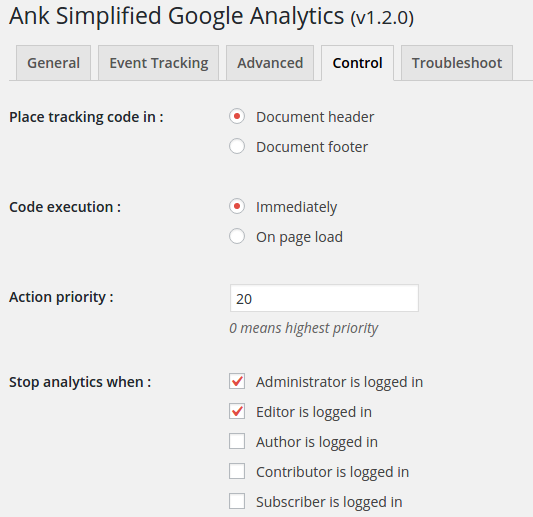 Ank Simplified Google Analytics (v1.2.0)
General Event Tracking Advanced Control Troubleshoot
Place tracking code in : Document header
Document footer
Code execution : Immediately
On page load
Action priority : 20
0 means highest priority
Stop analytics when : Administrator is logged in
Editor is logged in
Author is logged in
Contributor is logged in
Subscriber is logged in